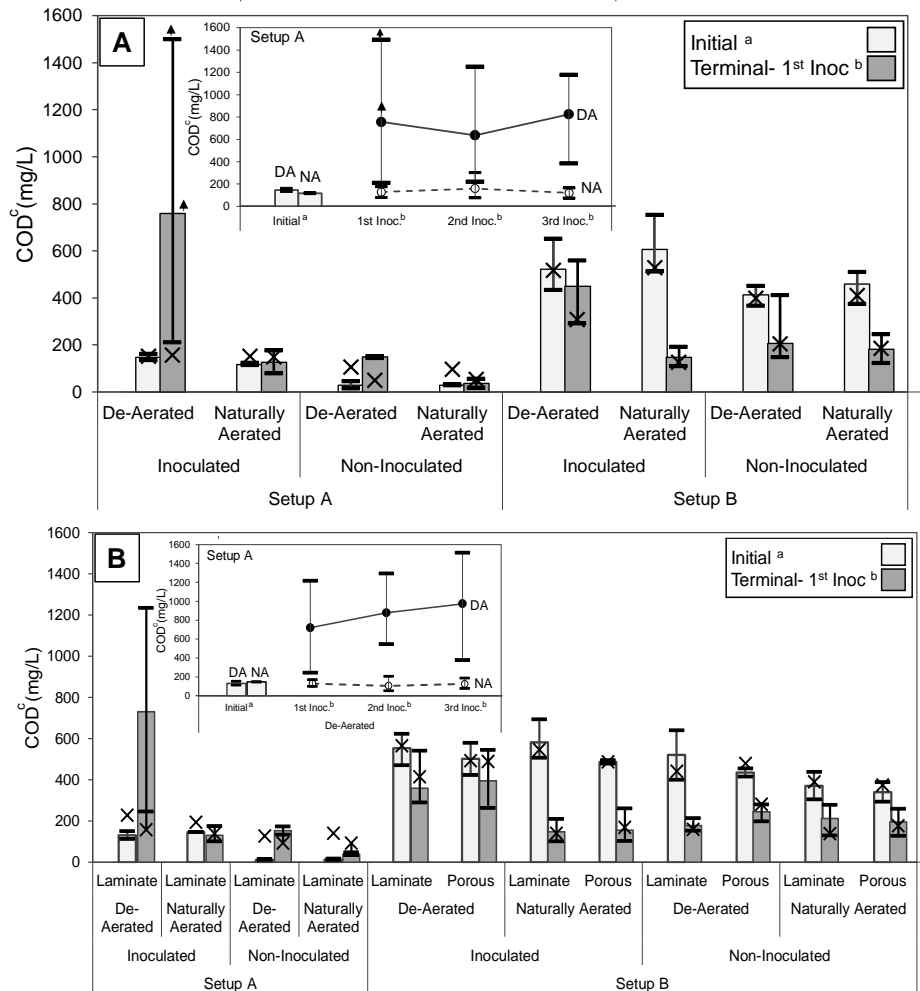 A
COD^c (mg/L)
1600
1400
1200
1000
800
600
400
200
0
Initial ^a
Terminal- 1^st Inoc ^b
Setup A
COD^c (mg/L)
1600
1400
1200
1000
800
600
400
200
0
DA
NA
DA
NA
Initial^a
1st Inoc.^b
2nd Inoc.^b
3rd Inoc.^b
De-Aerated
Naturally
Aerated
De-Aerated
Naturally
Aerated
De-Aerated
Naturally
Aerated
De-Aerated
Naturally
Aerated
Inoculated
Non-Inoculated
Inoculated
Non-Inoculated
Setup A
Setup B
B
COD^c (mg/L)
1600
1400
1200
1000
800
600
400
200
0
Initial ^a
Terminal- 1^st Inoc ^b
Setup A
COD^c (mg/L)
1600
1400
1200
1000
800
600
400
200
0
DA NA
DA
NA
Initial^a
1st Inoc.^b
2nd Inoc.^b
3rd Inoc.^b
De-Aerated
Laminate Laminate Laminate Laminate Laminate Porous Laminate Porous Laminate Porous Laminate Porous
De-
Aerated
Naturally
Aerated
De-
Aerated
Naturally
Aerated
De-Aerated
Naturally Aerated
De-Aerated
Naturally Aerated
Inoculated
Non-Inoculated
Inoculated
Non-Inoculated
Setup A
Setup B